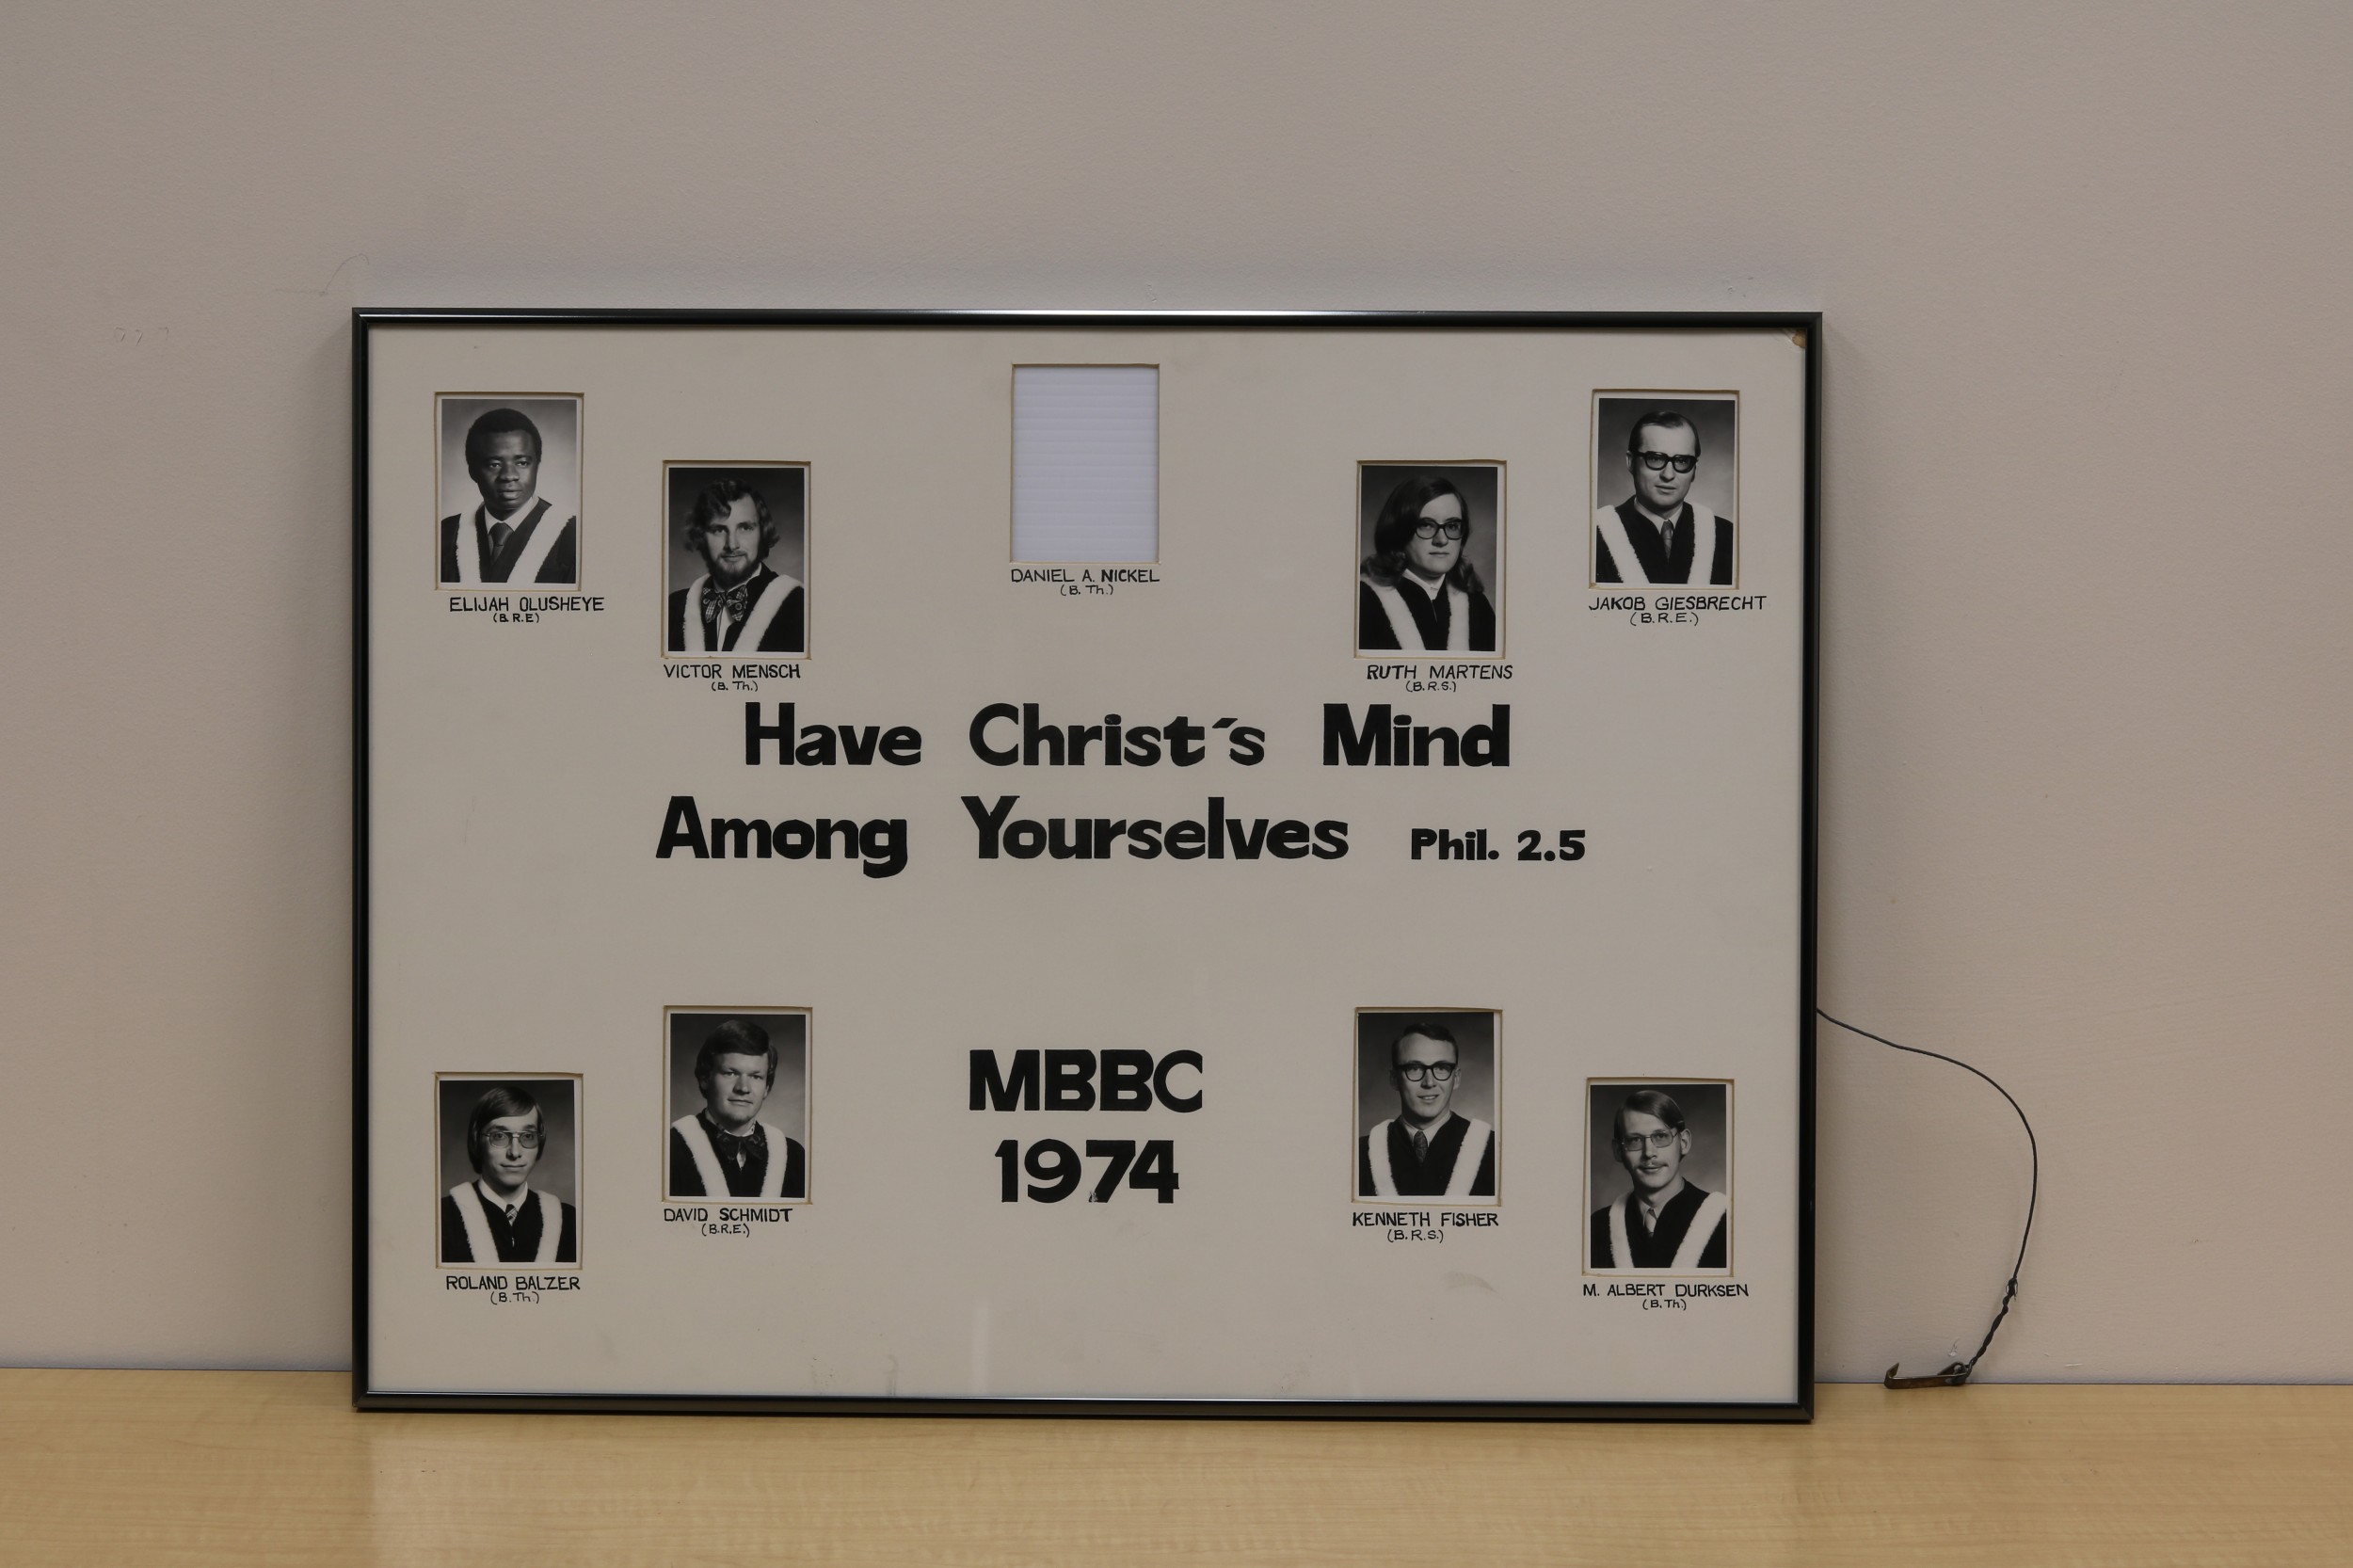 ELIJAH OLUSHEYE
(B.R.E)
VICTOR MENSCH
(B. Th.)
DANIEL A. NICKEL
(B. Th.)
RUTH MARTENS
(B.R.S.)
JAKOB GIESBRECHT
(B.R.E.)
Have Christ's Mind
Among Yourselves Phil. 2.5
MBBC
1974
ROLAND BALZER
(B.Th.)
DAVID SCHMIDT
(B.R.E.)
KENNETH FISHER
(B.R.S.)
M. ALBERT DURKSEN
(B.Th.)